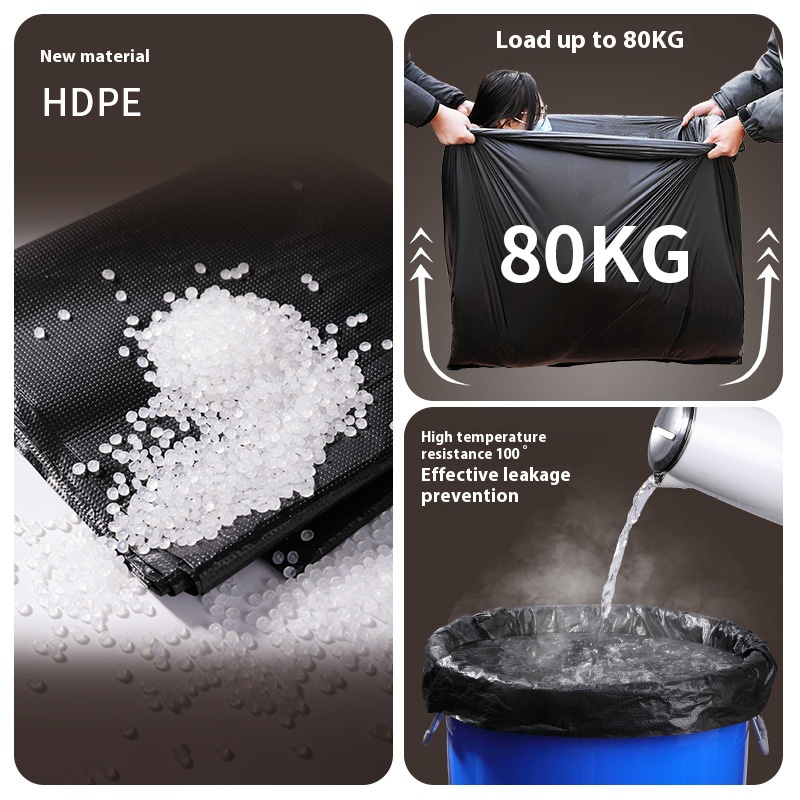 New material
HDPE
Load up to 80KG
80KG
High temperature
resistance 100°
Effective leakage
prevention